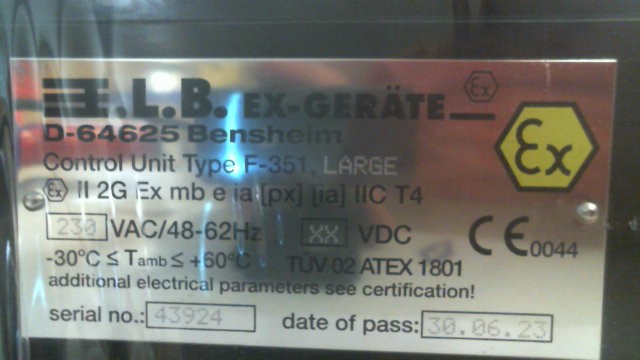 E.L.B. EX-GERÄTE
D-64625 Bensheim
Control Unit Type F-351, LARGE
Ex II 2G Ex mb e ia [px] [ia] IIC T4
230 VAC/48-62Hz XX VDC CE 0044
-30°C ≤ Tamb ≤ +60°C TÜV 02 ATEX 1801
additional electrical parameters see certification!
serial no.: 43924 date of pass: 30.06.23
Ex
Ex